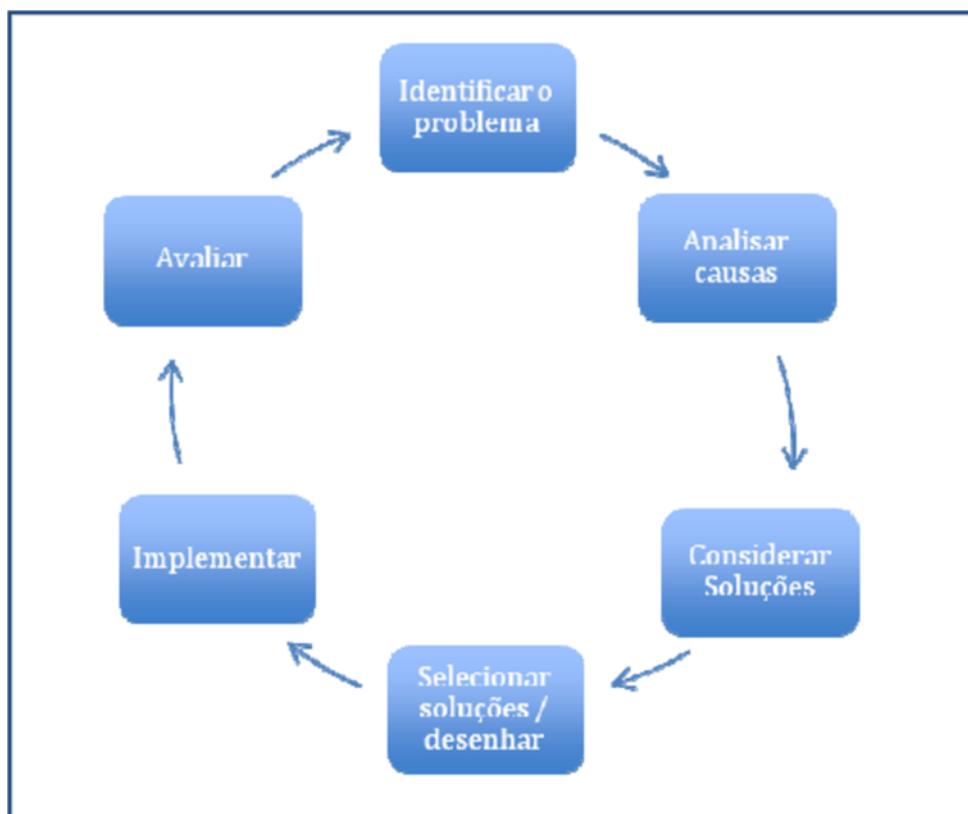 Identificar o
problema
Analisar
causas
Considerar
Soluções
Selecionar
soluções /
desenhar
Implementar
Avaliar